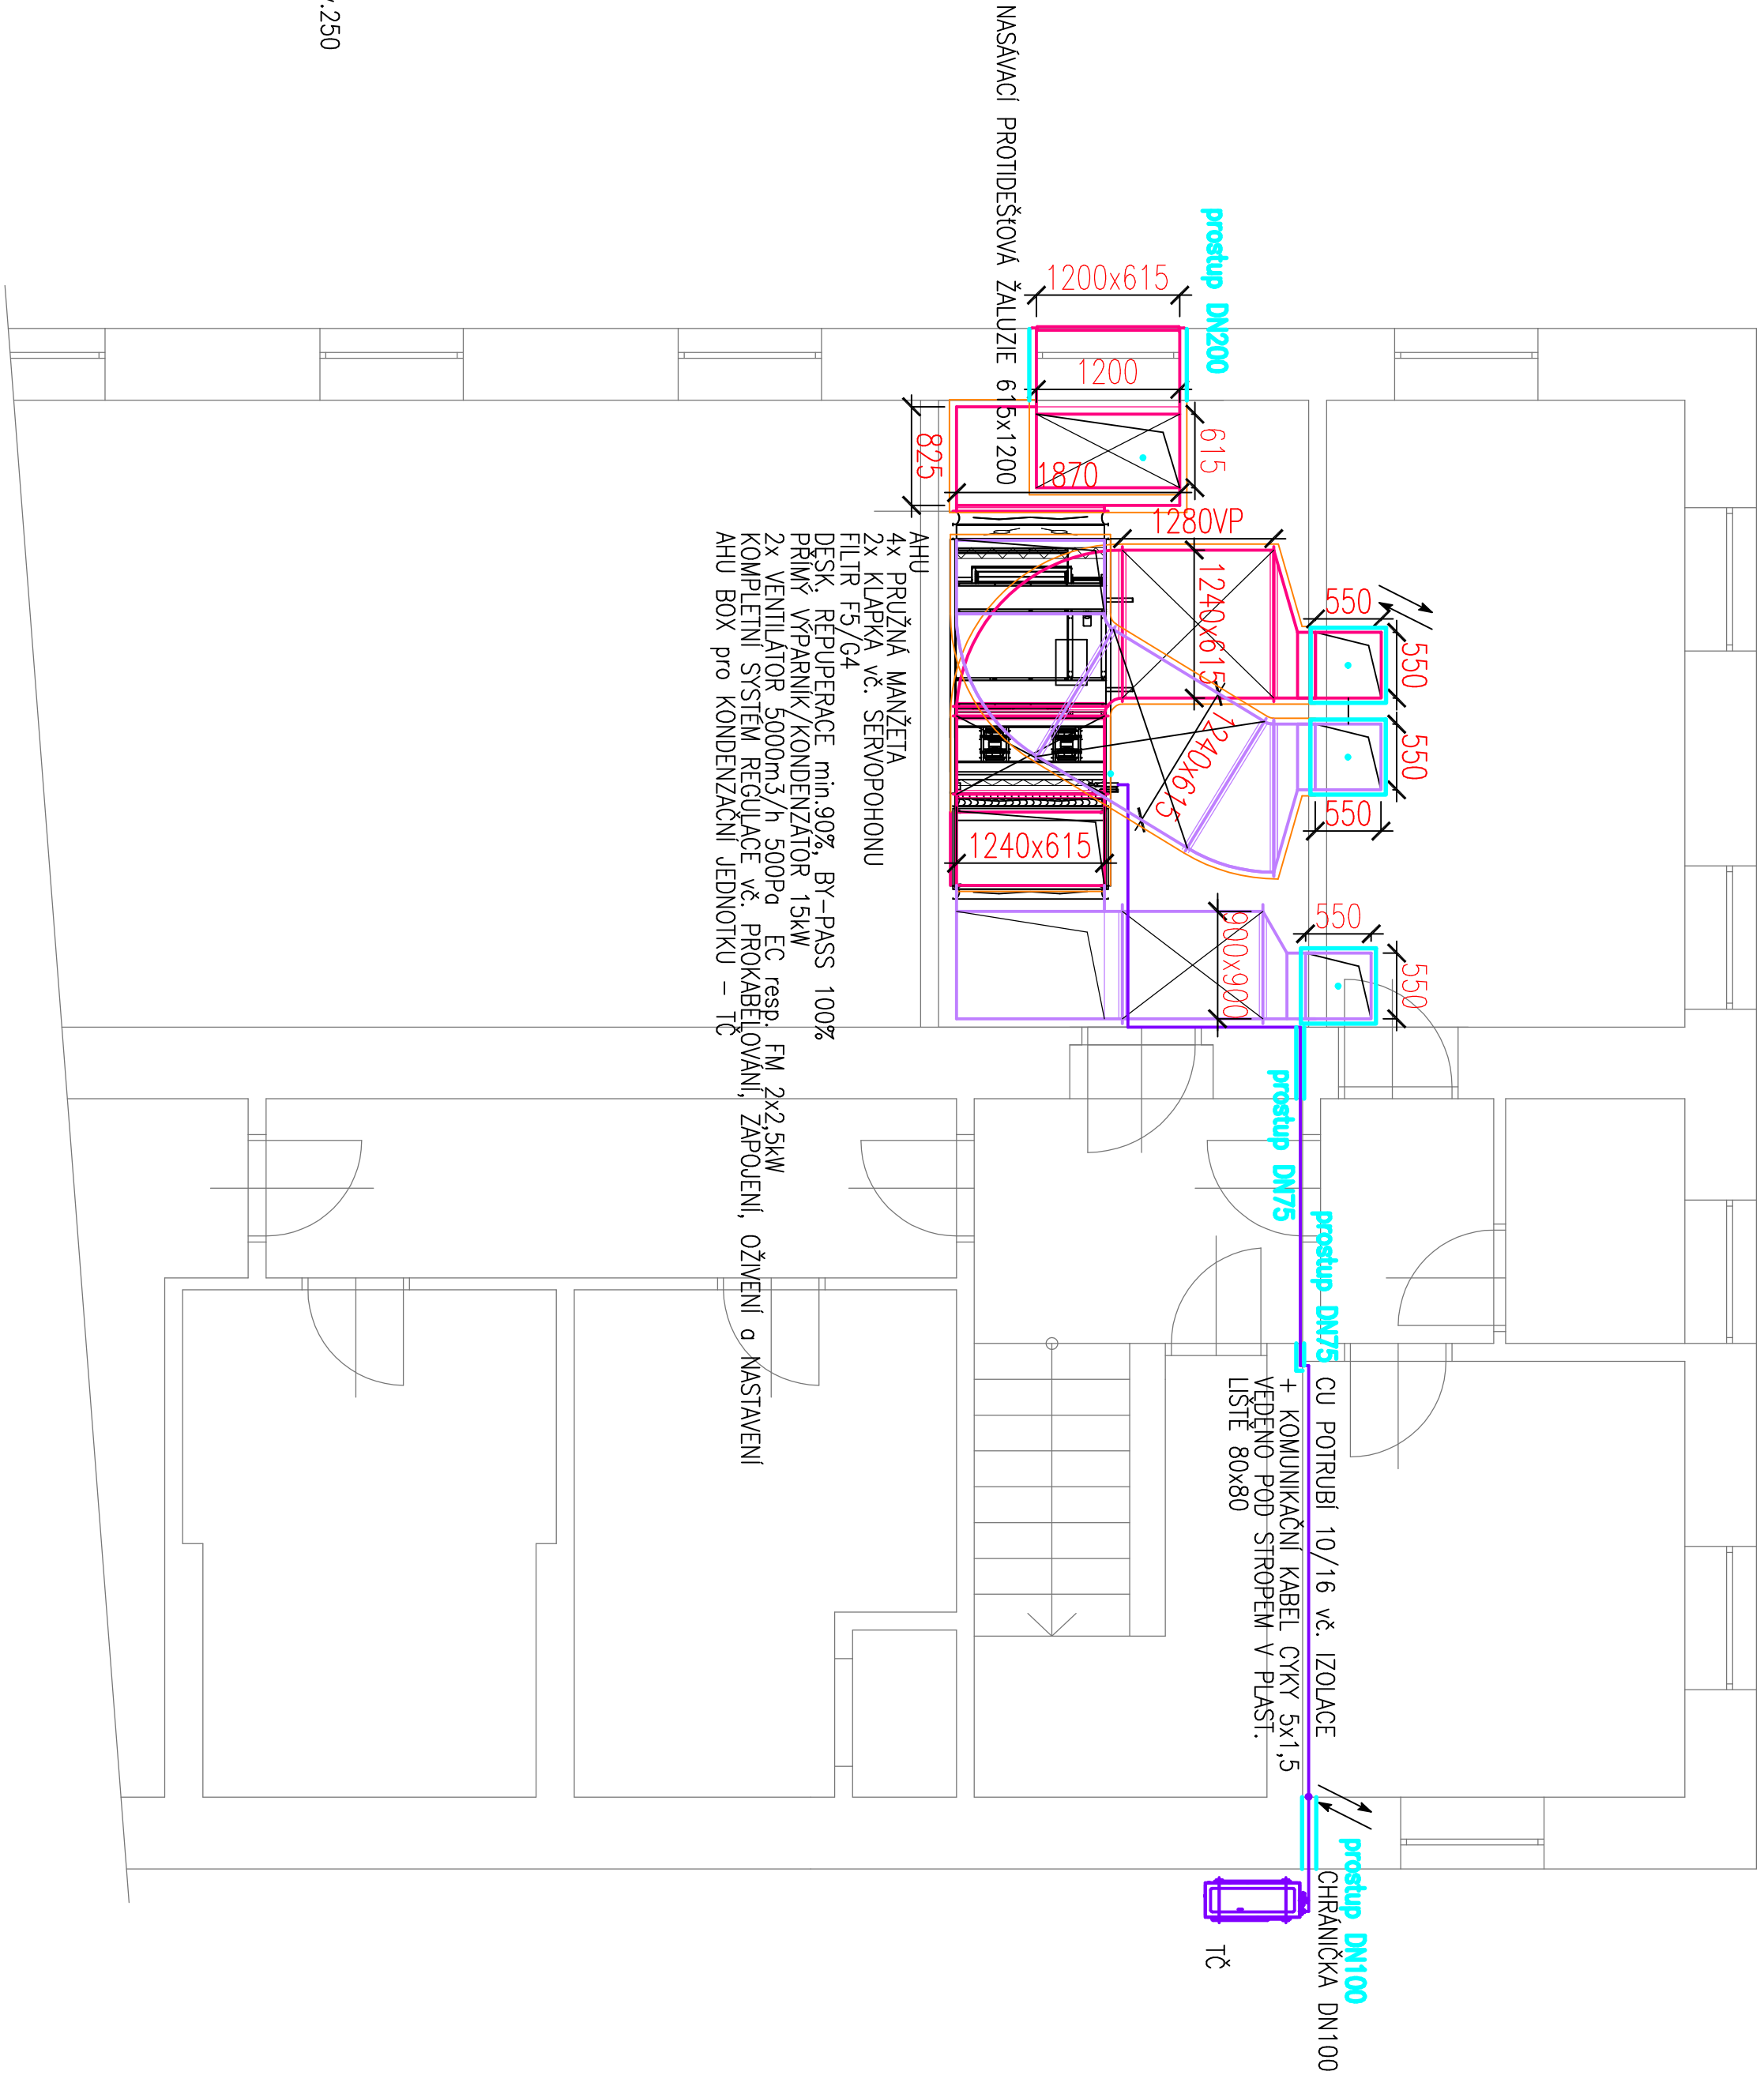 NASÁVACÍ PROTIDEŠŤOVÁ ŽALUZIE 615x1200
prostup DN200
1200x615
1200
615
1870
825
1280VP
1240x615
1240x615
1240x615
900x900
550
550
550
550
550
550
AHU
4x PRUŽNÁ MANŽETA
2x KLAPKA vč. SERVOPOHONU
FILTR F5/G4
DESK. REPUPERACE min.90%, BY-PASS 100%
PŘÍMÝ VÝPARNÍK/KONDENZÁTOR 15kW
2x VENTILÁTOR 5000m3/h 500Pa EC resp. FM 2x2,5kW
KOMPLETNÍ SYSTÉM REGULACE vč. PROKABELOVÁNÍ, ZAPOJENÍ, OŽIVENÍ a NASTAVENÍ
AHU BOX pro KONDENZAČNÍ JEDNOTKU - TČ
prostup DN75
prostup DN75
CU POTRUBÍ 10/16 vč. IZOLACE
+ KOMUNIKAČNÍ KABEL CYKY 5x1,5
VEDENO POD STROPEM V PLAST.
LIŠTĚ 80x80
prostup DN100
CHRÁNIČKA DN100
TČ
.250